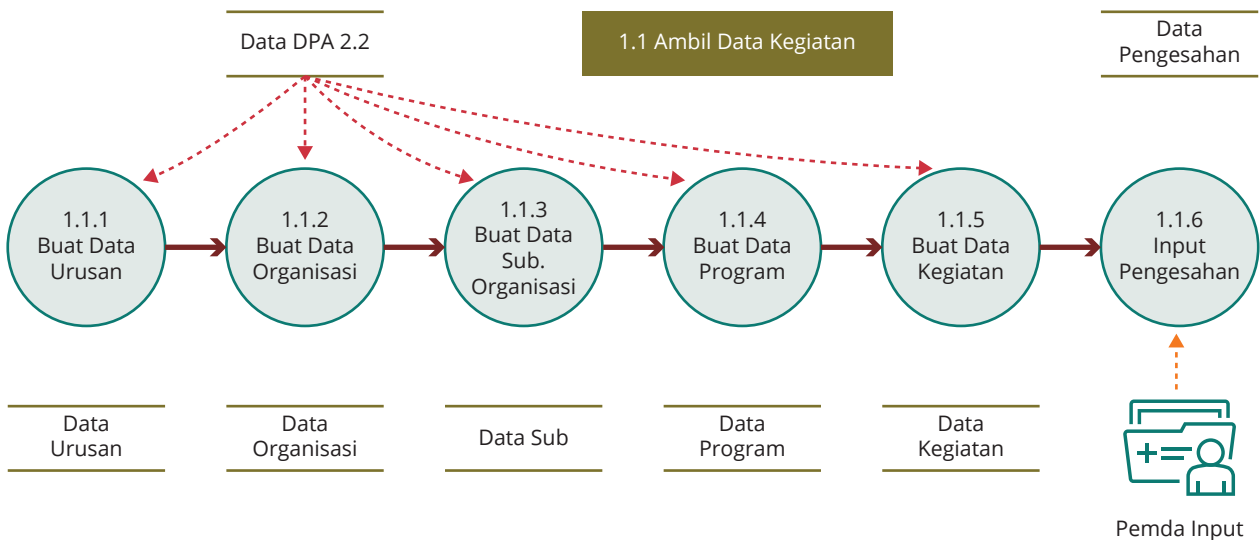 Data DPA 2.2
1.1 Ambil Data Kegiatan
Data
Pengesahan
1.1.1
Buat Data
Urusan
1.1.2
Buat Data
Organisasi
1.1.3
Buat Data
Sub.
Organisasi
1.1.4
Buat Data
Program
1.1.5
Buat Data
Kegiatan
1.1.6
Input
Pengesahan
Data
Urusan
Data
Organisasi
Data Sub
Data
Program
Data
Kegiatan
Pemda Input